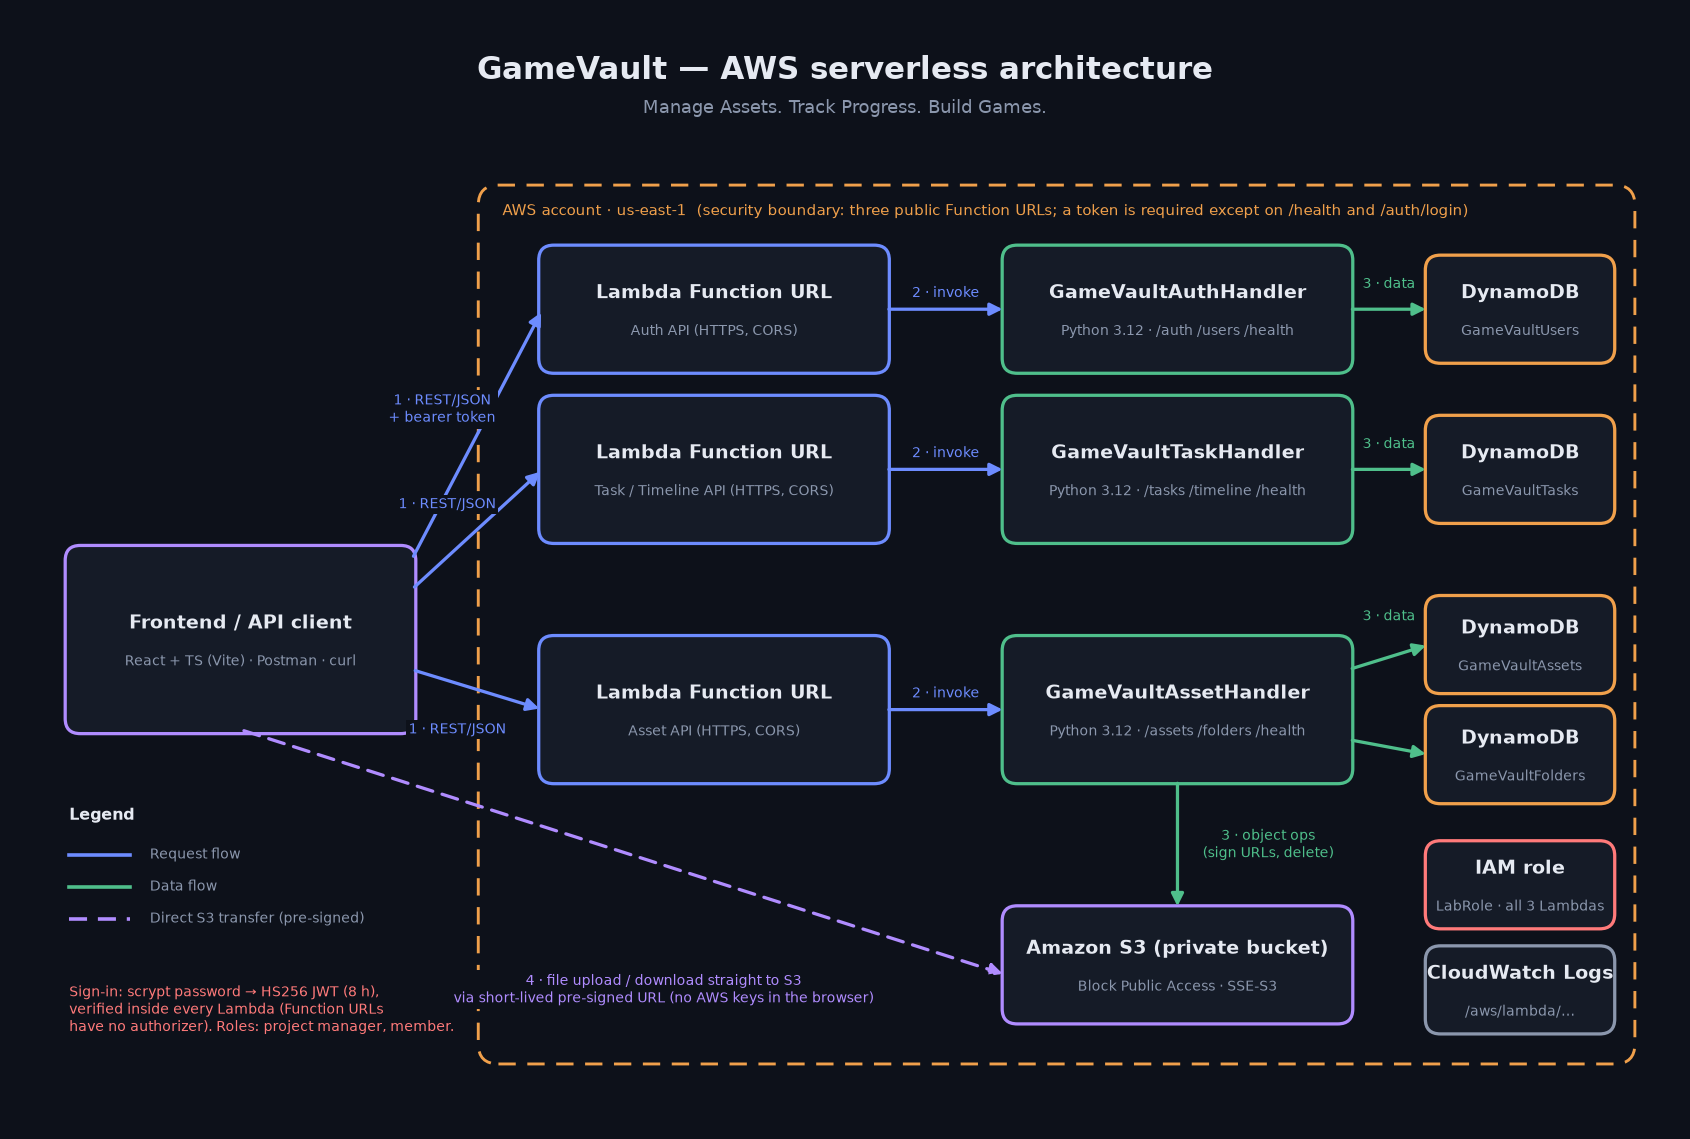 GameVault — AWS serverless architecture
Manage Assets. Track Progress. Build Games.
AWS account · us-east-1  (security boundary: three public Function URLs; a token is required except on /health and /auth/login)
Lambda Function URL
Auth API (HTTPS, CORS)
2 · invoke
GameVaultAuthHandler
Python 3.12 · /auth /users /health
3 · data
DynamoDB
GameVaultUsers
1 · REST/JSON
+ bearer token
Lambda Function URL
Task / Timeline API (HTTPS, CORS)
2 · invoke
GameVaultTaskHandler
Python 3.12 · /tasks /timeline /health
3 · data
DynamoDB
GameVaultTasks
1 · REST/JSON
Frontend / API client
React + TS (Vite) · Postman · curl
1 · REST/JSON
Lambda Function URL
Asset API (HTTPS, CORS)
2 · invoke
GameVaultAssetHandler
Python 3.12 · /assets /folders /health
3 · data
DynamoDB
GameVaultAssets
DynamoDB
GameVaultFolders
3 · object ops
(sign URLs, delete)
IAM role
LabRole · all 3 Lambdas
Amazon S3 (private bucket)
Block Public Access · SSE-S3
CloudWatch Logs
/aws/lambda/...
4 · file upload / download straight to S3
via short-lived pre-signed URL (no AWS keys in the browser)
Legend
Request flow
Data flow
Direct S3 transfer (pre-signed)
Sign-in: scrypt password → HS256 JWT (8 h),
verified inside every Lambda (Function URLs
have no authorizer). Roles: project manager, member.